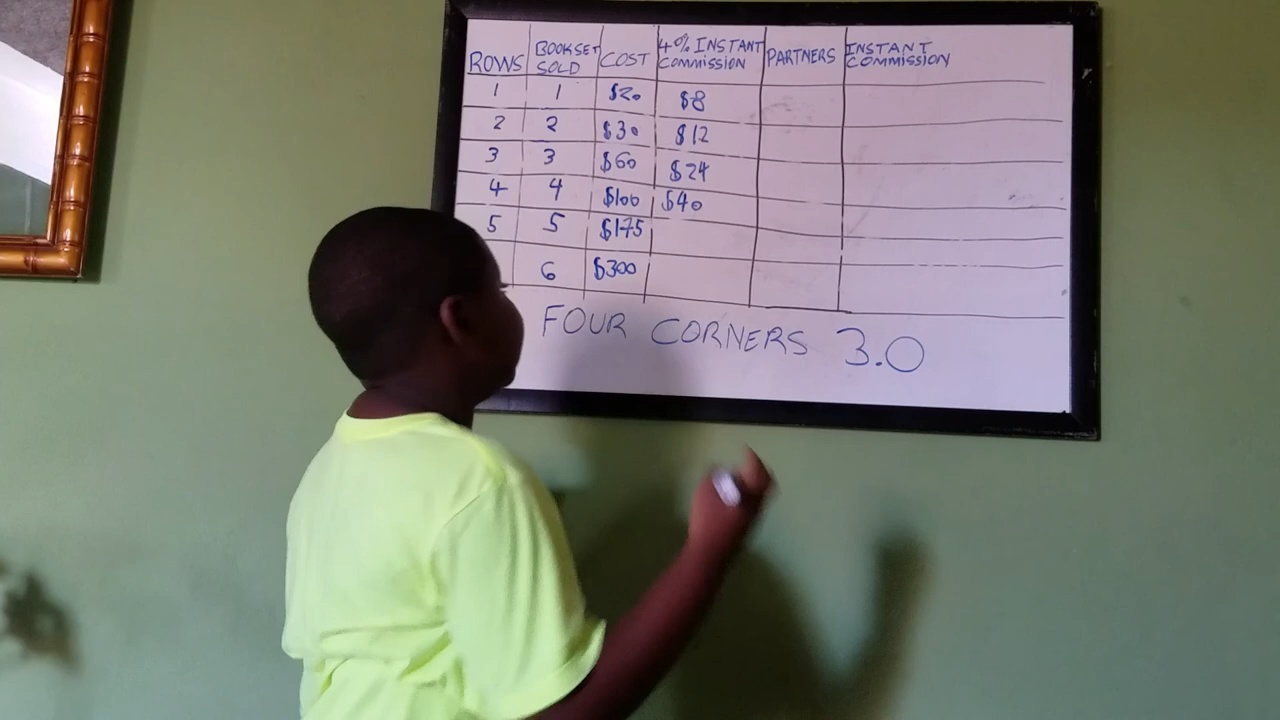 ROWS BOOKSET SOLD COST 4% INSTANT COMMISSION PARTNERS INSTANT COMMISSION
1 1 $20 $8
2 2 $30 $12
3 3 $60 $24
4 4 $100 $40
5 5 $175
6 $300
FOUR CORNERS 3.0